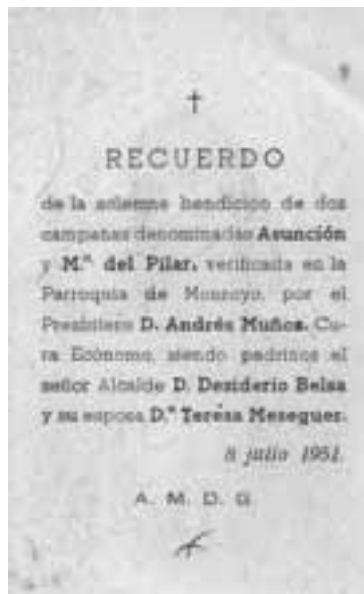 RECUERDO
de la solemne bendición de dos
campanas denominadas Asunción
y M.ª del Pilar, verificada en la
Parroquia de Monroyo, por el
Presbítero D. Andrés Muñoz, Cu-
ra Ecónomo, siendo padrinos el
señor Alcalde D. Desiderio Belsa
y su esposa D.ª Teresa Meseguer.
8 julio 1951.
A. M. D. G.